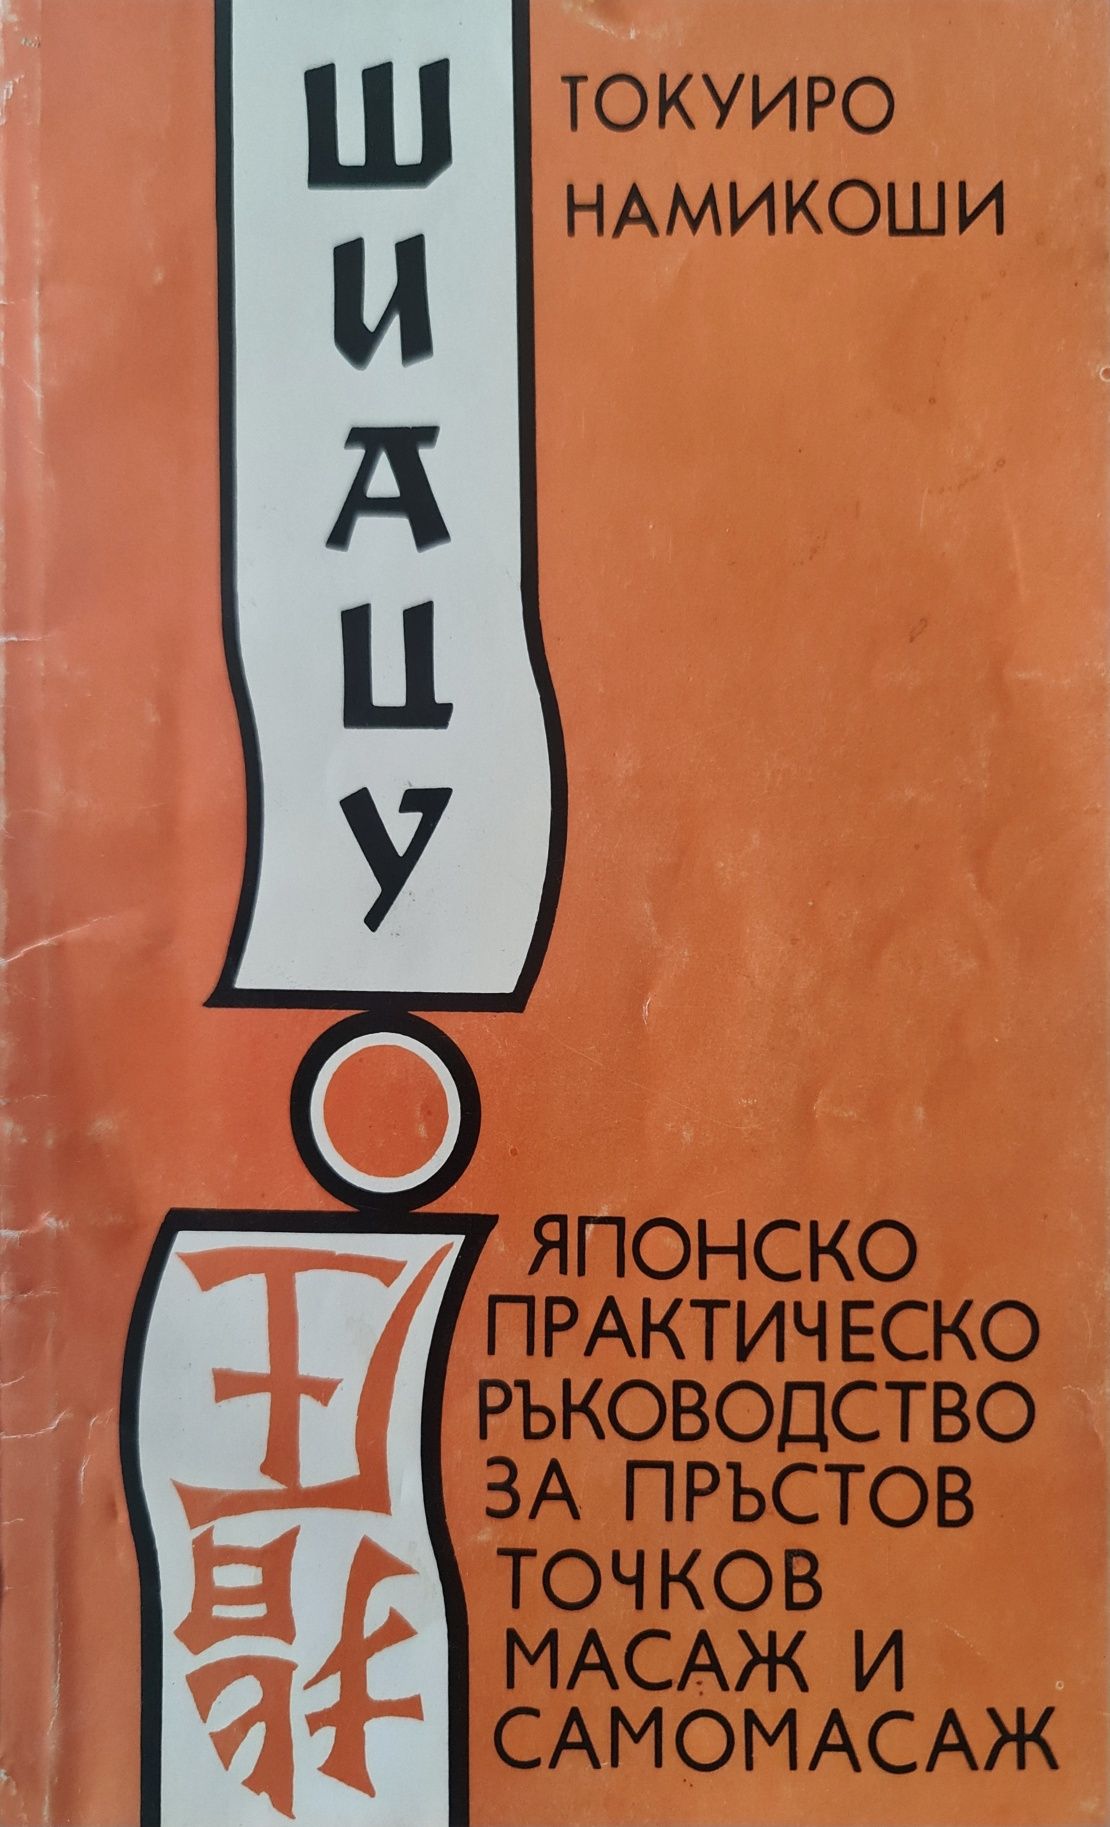 ШИАЦУ
ТОКУИРО
НАМИКОШИ
ЯПОНСКО
ПРАКТИЧЕСКО
РЪКОВОДСТВО
ЗА ПРЪСТОВ
ТОЧКОВ
МАСАЖ И
САМОМАСАЖ